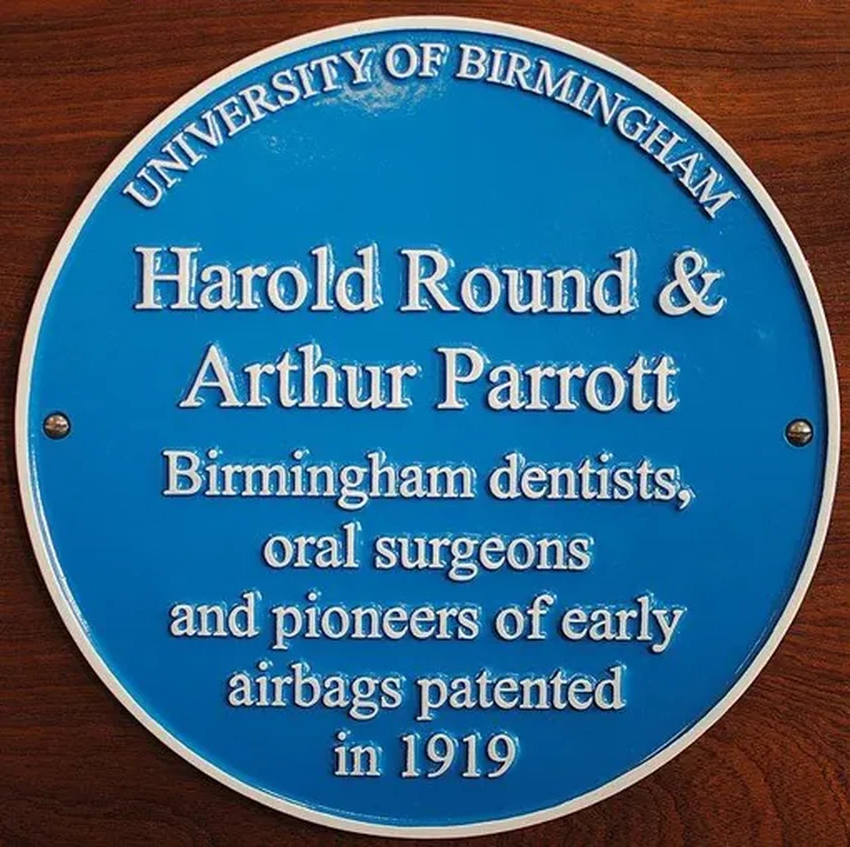 UNIVERSITY OF BIRMINGHAM
Harold Round &
Arthur Parrott
Birmingham dentists,
oral surgeons
and pioneers of early
airbags patented
in 1919